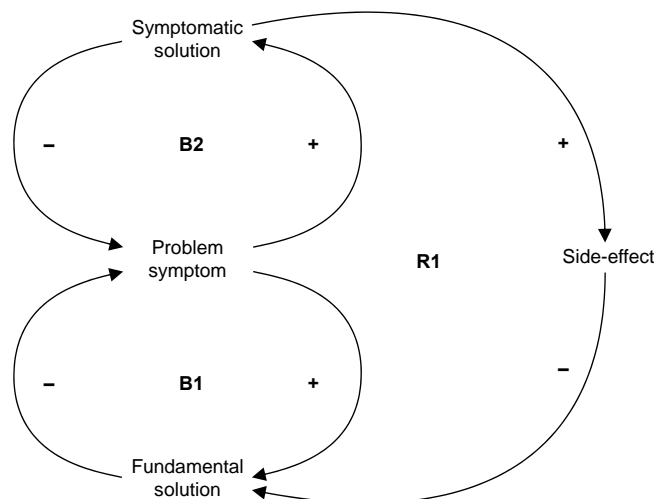 Symptomatic
solution
– B2 + +
Problem
symptom
R1 Side-effect
– B1 + –
Fundamental
solution